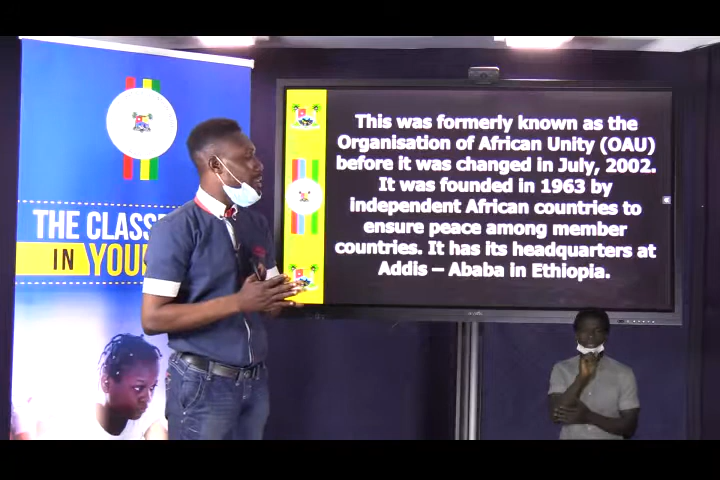 THE CLASS
IN YOU
This was formerly known as the
Organisation of African Unity (OAU)
before it was changed in July, 2002.
It was founded in 1963 by
independent African countries to
ensure peace among member
countries. It has its headquarters at
Addis – Ababa in Ethiopia.